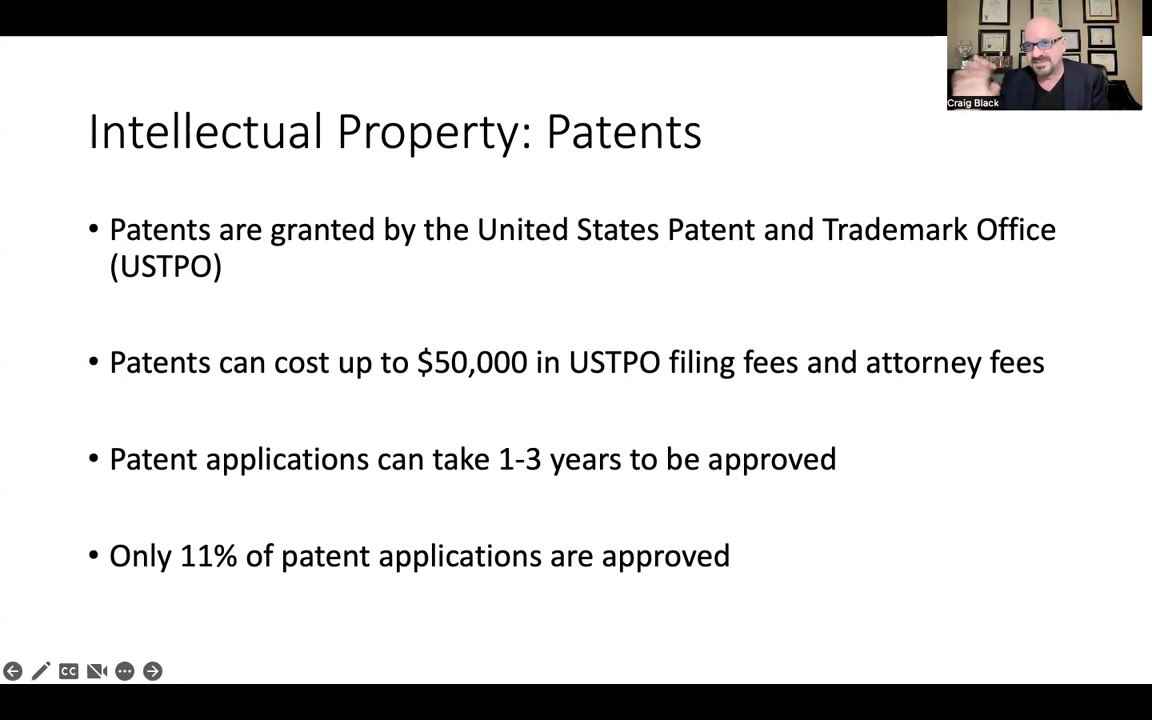 Craig Black
Intellectual Property: Patents
• Patents are granted by the United States Patent and Trademark Office
(USTPO)
• Patents can cost up to $50,000 in USTPO filing fees and attorney fees
• Patent applications can take 1-3 years to be approved
• Only 11% of patent applications are approved
CC